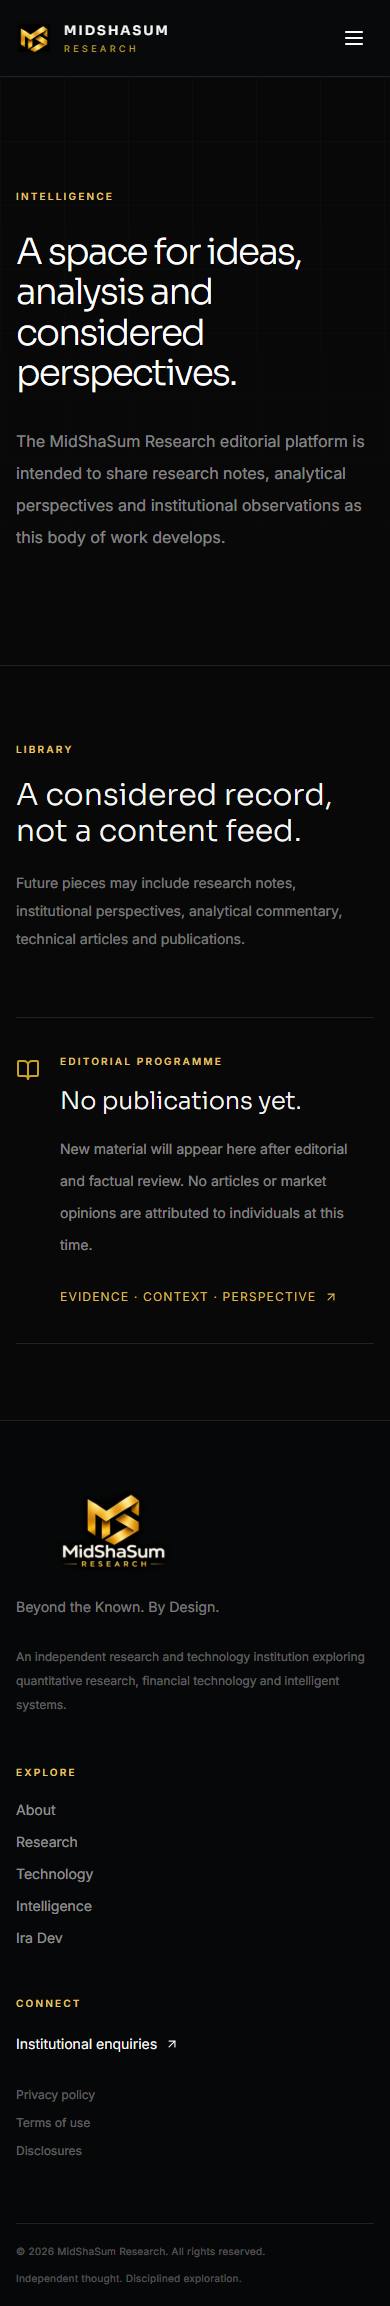 MIDSHASUM
RESEARCH
INTELLIGENCE
A space for ideas,
analysis and
considered
perspectives.
The MidShaSum Research editorial platform is
intended to share research notes, analytical
perspectives and institutional observations as
this body of work develops.
LIBRARY
A considered record,
not a content feed.
Future pieces may include research notes,
institutional perspectives, analytical commentary,
technical articles and publications.
EDITORIAL PROGRAMME
No publications yet.
New material will appear here after editorial
and factual review. No articles or market
opinions are attributed to individuals at this
time.
EVIDENCE · CONTEXT · PERSPECTIVE
MidShaSum
RESEARCH
Beyond the Known. By Design.
An independent research and technology institution exploring
quantitative research, financial technology and intelligent
systems.
EXPLORE
About
Research
Technology
Intelligence
Ira Dev
CONNECT
Institutional enquiries
Privacy policy
Terms of use
Disclosures
© 2026 MidShaSum Research. All rights reserved.
Independent thought. Disciplined exploration.